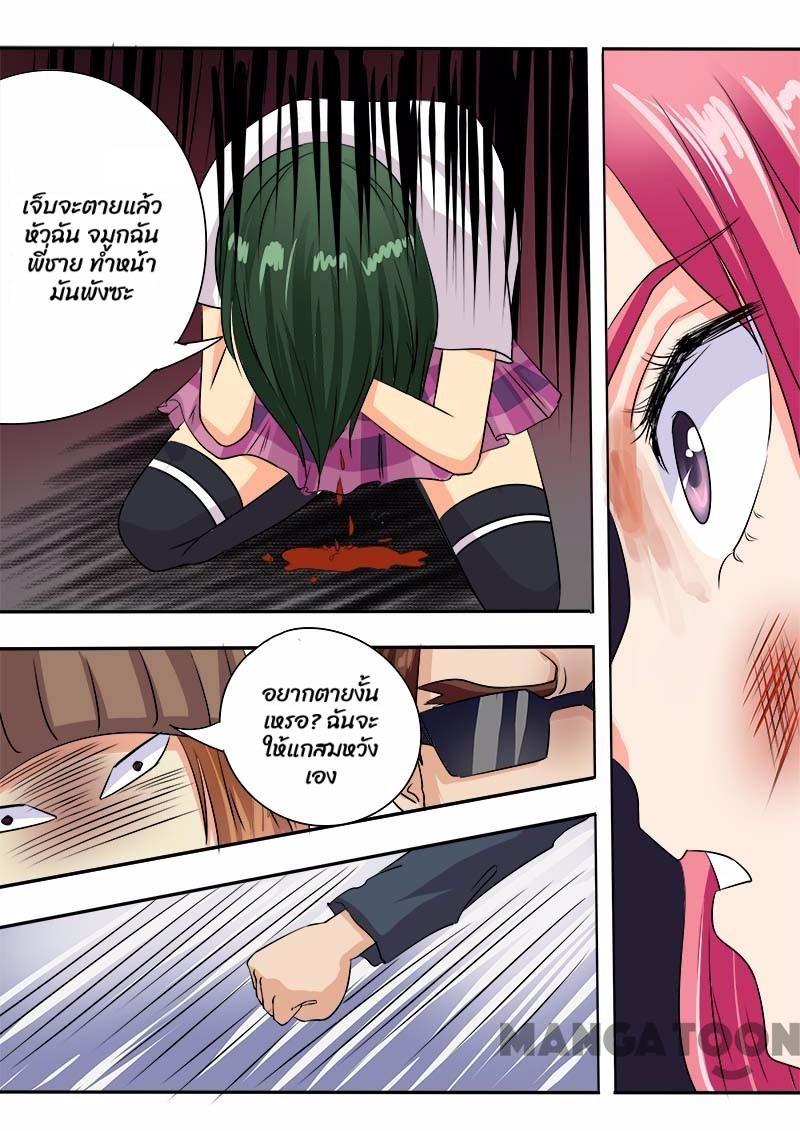 เจ็บจะตายแล้ว
หัวฉัน จมูกฉัน
พี่ชาย ทำหน้า
มันพังซะ
อยากตายงั้น
เหรอ? ฉันจะ
ให้แกสมหวัง
เอง
MANGATOON